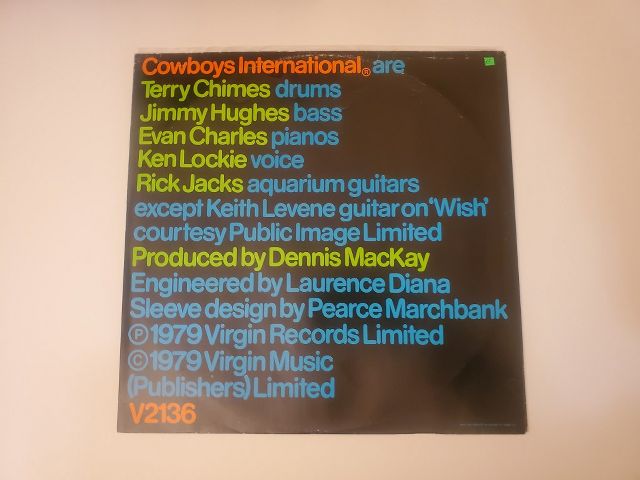 Cowboys International® are
Terry Chimes drums
Jimmy Hughes bass
Evan Charles pianos
Ken Lockie voice
Rick Jacks aquarium guitars
except Keith Levene guitar on 'Wish'
courtesy Public Image Limited
Produced by Dennis MacKay
Engineered by Laurence Diana
Sleeve design by Pearce Marchbank
Ⓟ 1979 Virgin Records Limited
© 1979 Virgin Music
(Publishers) Limited
V2136